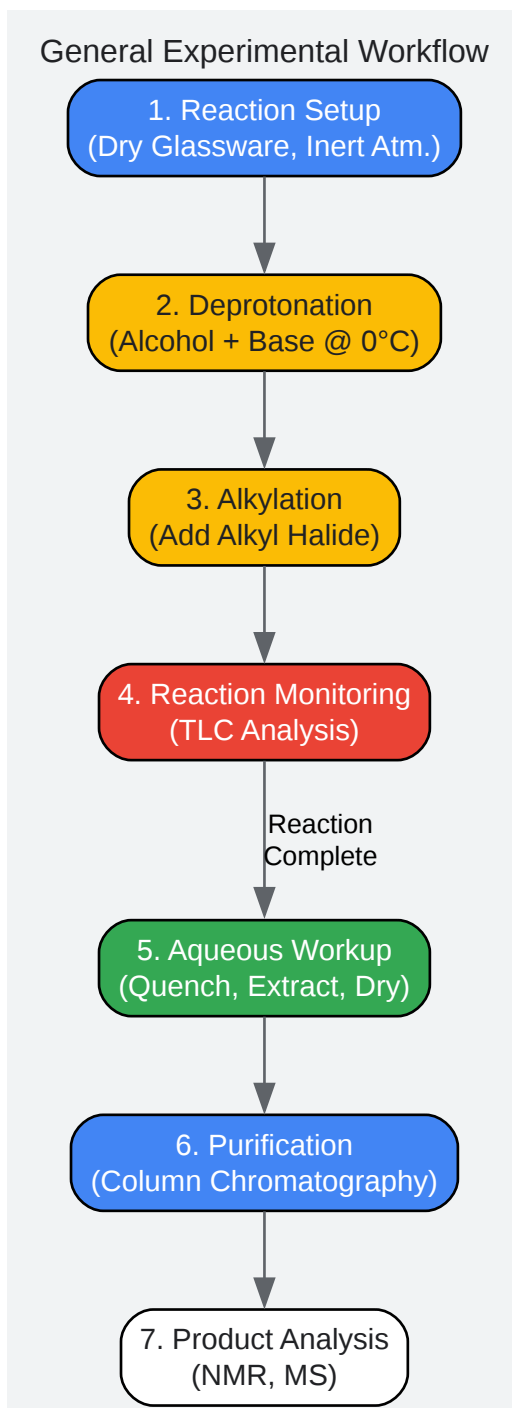 General Experimental Workflow
1. Reaction Setup
(Dry Glassware, Inert Atm.)
2. Deprotonation
(Alcohol + Base @ 0°C)
3. Alkylation
(Add Alkyl Halide)
4. Reaction Monitoring
(TLC Analysis)
Reaction
Complete
5. Aqueous Workup
(Quench, Extract, Dry)
6. Purification
(Column Chromatography)
7. Product Analysis
(NMR, MS)